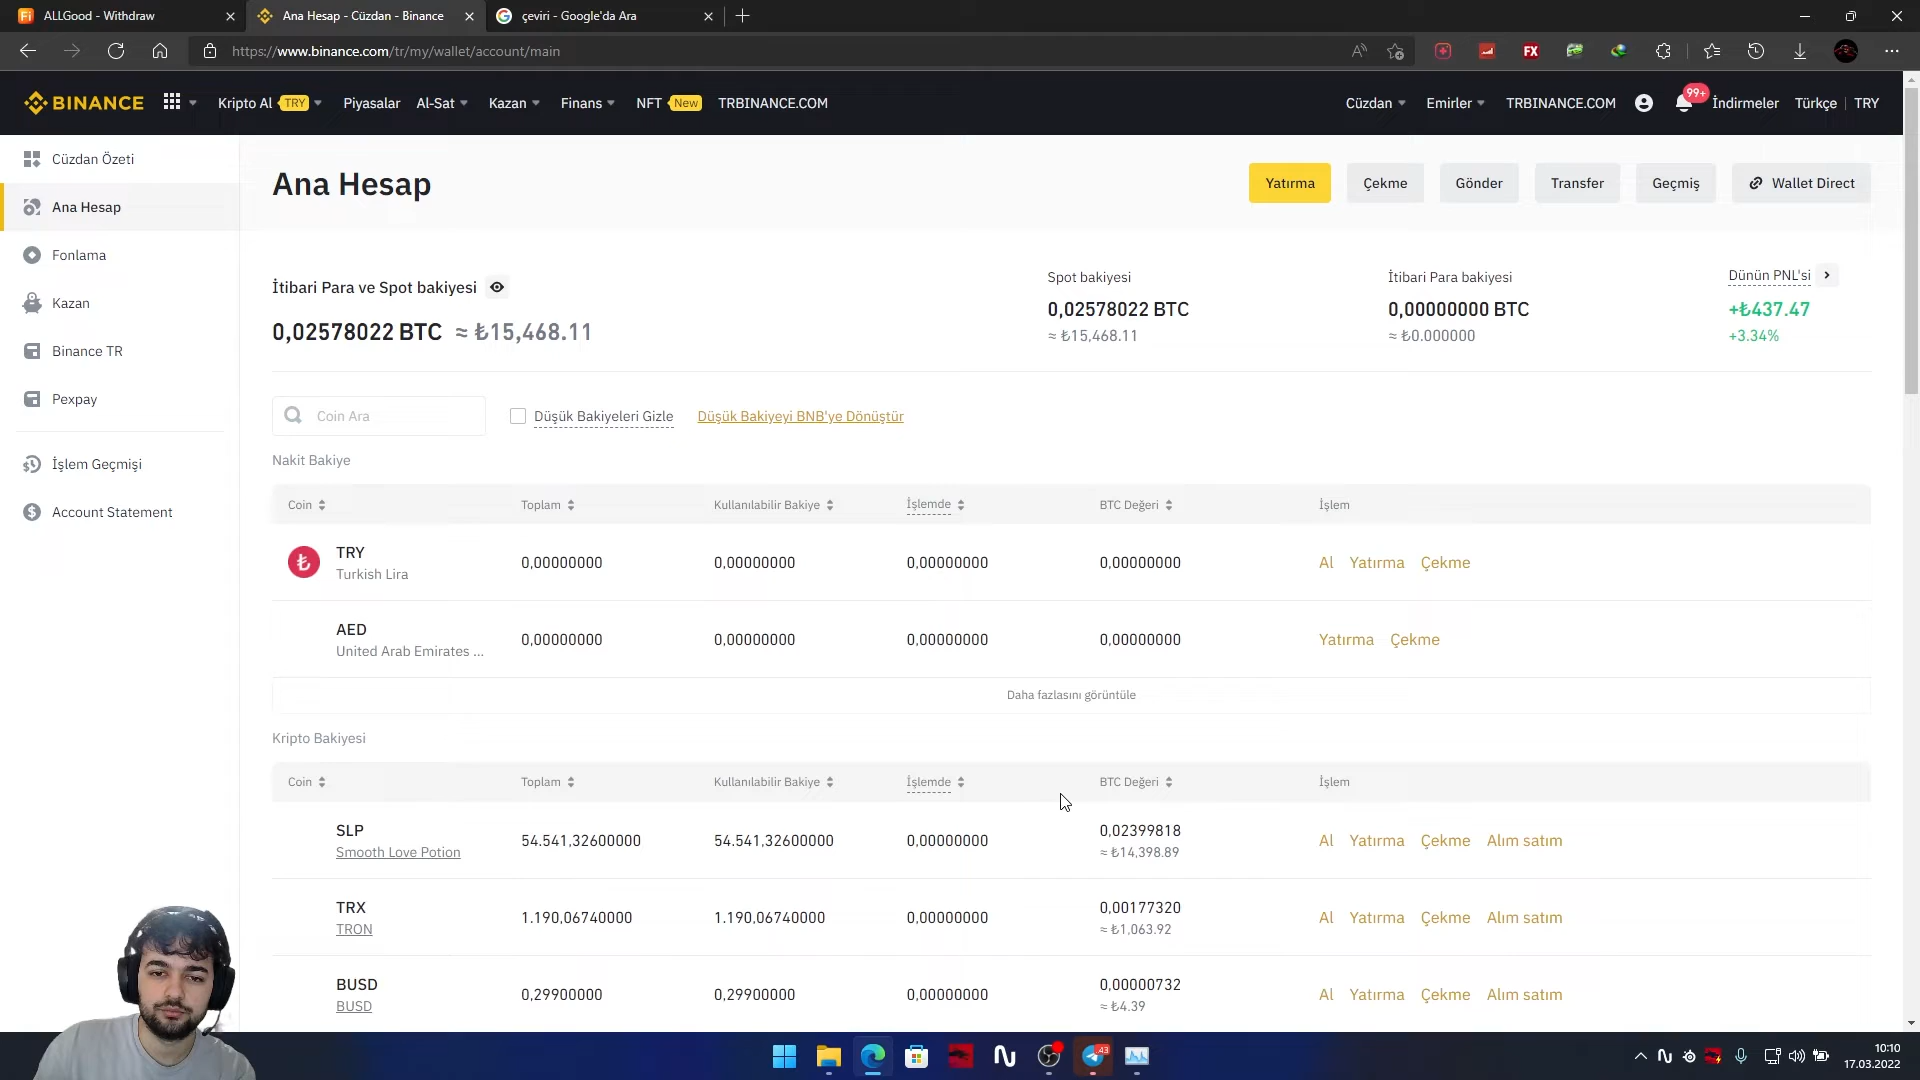 ALLGood - Withdraw
Ana Hesap - Cüzdan - Binance
çeviri - Google'da Ara
https://www.binance.com/tr/my/wallet/account/main
BINANCE
Kripto Al TRY
Piyasalar
Al-Sat
Kazan
Finans
NFT New
TRBINANCE.COM
Cüzdan
Emirler
TRBINANCE.COM
99+
İndirmeler
Türkçe
TRY
Cüzdan Özeti
Ana Hesap
Fonlama
Kazan
Binance TR
Pexpay
İşlem Geçmişi
Account Statement
Ana Hesap
Yatırma
Çekme
Gönder
Transfer
Geçmiş
Wallet Direct
İtibari Para ve Spot bakiyesi
0,02578022 BTC ≈ ₺15,468.11
Spot bakiyesi
0,02578022 BTC
≈ ₺15,468.11
İtibari Para bakiyesi
0,00000000 BTC
≈ ₺0.000000
Dünün PNL'si
+₺437.47
+3.34%
Coin Ara
Düşük Bakiyeleri Gizle
Düşük Bakiyeyi BNB'ye Dönüştür
Nakit Bakiye
Coin Toplam Kullanılabilir Bakiye İşlemde BTC Değeri İşlem
TRY 0,00000000 0,00000000 0,00000000 0,00000000 Al Yatırma Çekme
Turkish Lira
AED 0,00000000 0,00000000 0,00000000 0,00000000 Yatırma Çekme
United Arab Emirates ...
Daha fazlasını görüntüle
Kripto Bakiyesi
Coin Toplam Kullanılabilir Bakiye İşlemde BTC Değeri İşlem
SLP 54.541,32600000 54.541,32600000 0,00000000 0,02399818 Al Yatırma Çekme Alım satım
Smooth Love Potion ≈ ₺14,398.89
TRX 1.190,06740000 1.190,06740000 0,00000000 0,00177320 Al Yatırma Çekme Alım satım
TRON ≈ ₺1,063.92
BUSD 0,29900000 0,29900000 0,00000000 0,00000732 Al Yatırma Çekme Alım satım
BUSD ≈ ₺4.39
10:10
17.03.2022